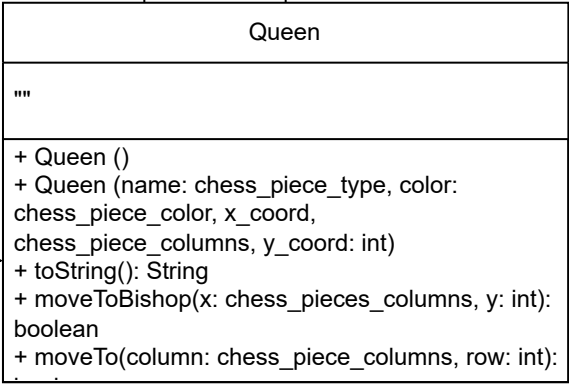 Queen
""
+ Queen ()
+ Queen (name: chess_piece_type, color:
chess_piece_color, x_coord,
chess_piece_columns, y_coord: int)
+ toString(): String
+ moveToBishop(x: chess_pieces_columns, y: int):
boolean
+ moveTo(column: chess_piece_columns, row: int):